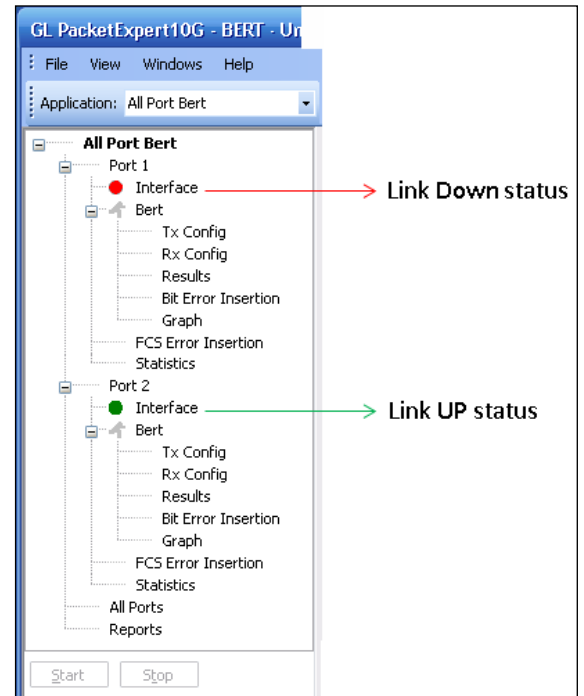 GL PacketExpert10G - BERT - Un
File View Windows Help
Application: All Port Bert
All Port Bert
Port 1
Interface
Link Down status
Bert
Tx Config
Rx Config
Results
Bit Error Insertion
Graph
FCS Error Insertion
Statistics
Port 2
Interface
Link UP status
Bert
Tx Config
Rx Config
Results
Bit Error Insertion
Graph
FCS Error Insertion
Statistics
All Ports
Reports
Start Stop